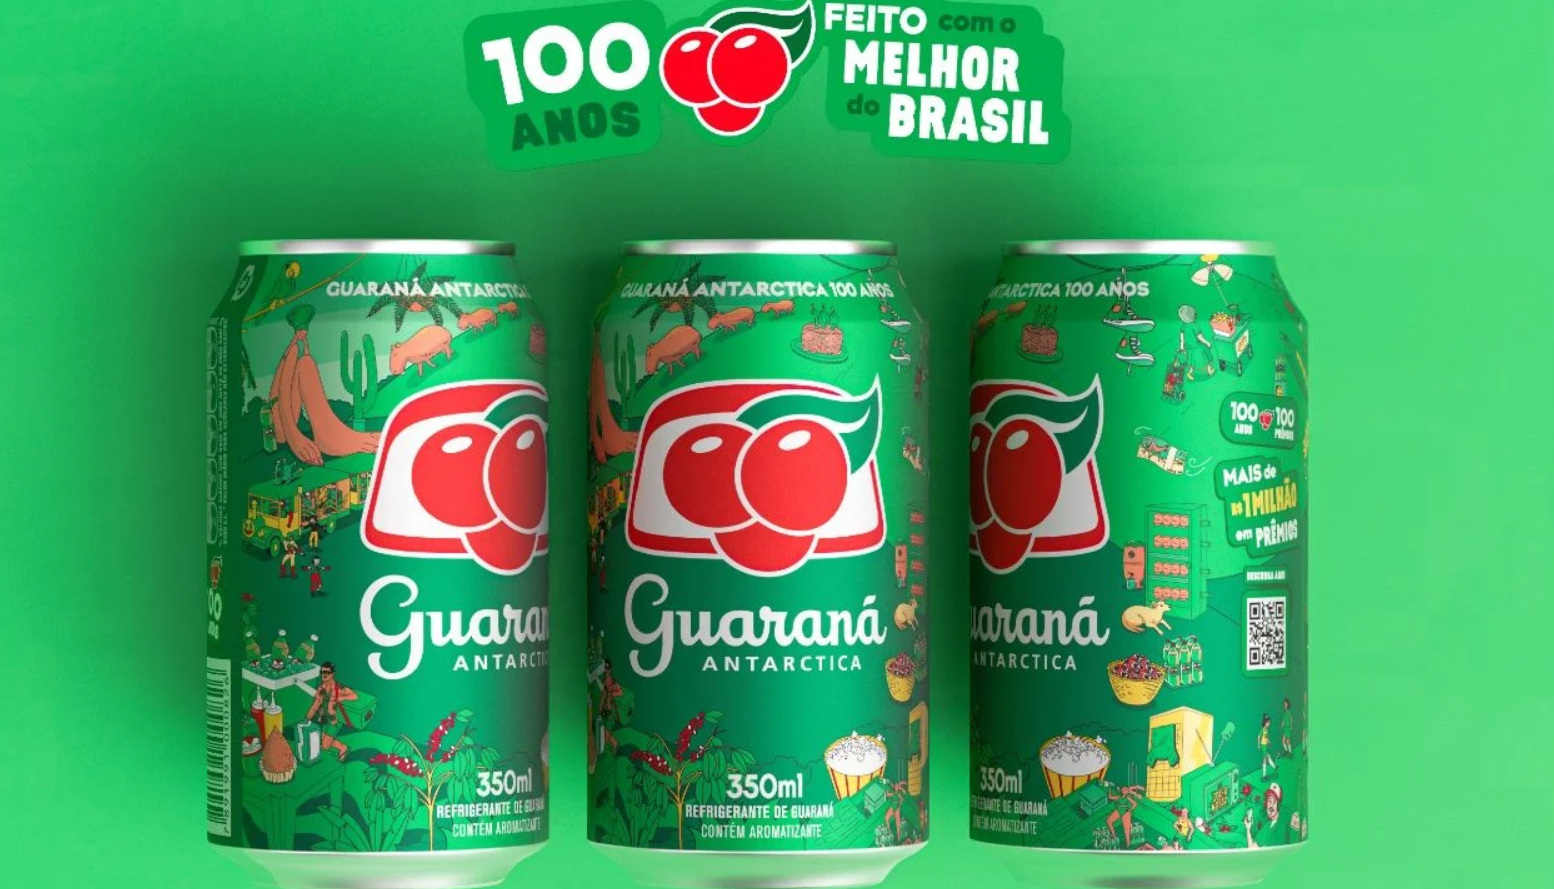 100
ANOS
FEITO com o
MELHOR
do BRASIL
GUARANÁ ANTARCTICA
Guaran
ANTARCTIC
350ml
REFRIGERANTE DE GUARANÁ
CONTÉM AROMATIZANTE
GUARANÁ ANTARCTICA 100 ANOS
Guaraná
ANTARCTICA
350ml
REFRIGERANTE DE GUARANÁ
CONTÉM AROMATIZANTE
ANTARCTICA 100 ANOS
100 100
ANOS PRÊMIOS
MAIS de
R$ 1 MILHÃO
em PRÊMIOS
DESCUBRA AQUI
uaraná
ANTARCTICA
350ml
REFRIGERANTE DE GUARANÁ
CONTÉM AROMATIZANTE